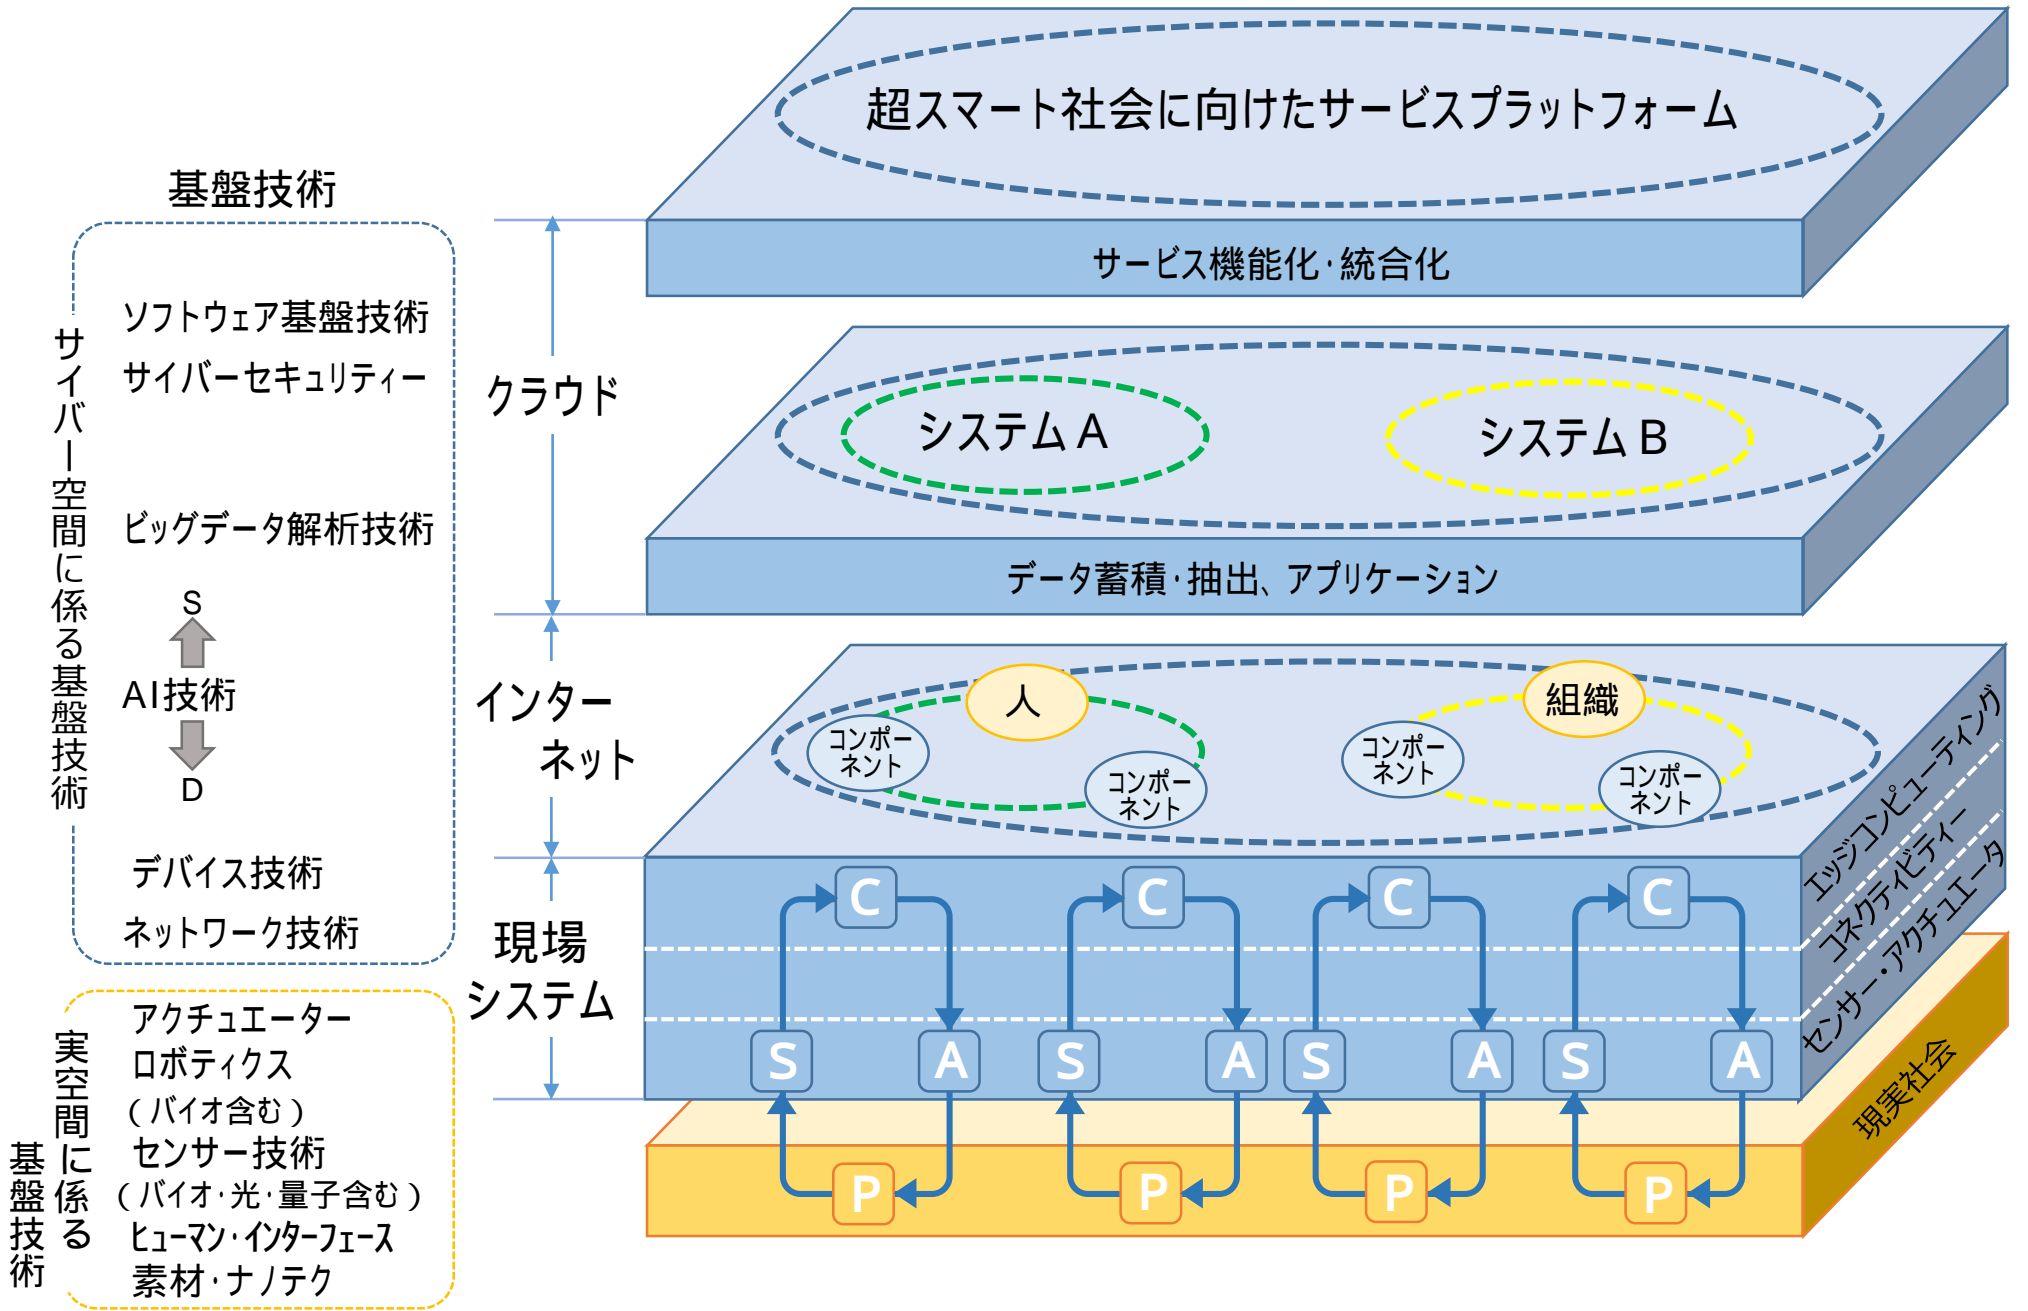 超スマート社会に向けたサービスプラットフォーム
サービス機能化・統合化
システムA
システムB
データ蓄積・抽出、アプリケーション
人
組織
コンポー
ネント
コンポー
ネント
コンポー
ネント
コンポー
ネント
エッジコンピューティング
コネクティビティー
センサー・アクチュエータ
現実社会
C
C
C
C
S
A
S
A
S
A
S
A
P
P
P
P
クラウド
インター
ネット
現場
システム
基盤技術
サイバー空間に係る基盤技術
ソフトウェア基盤技術
サイバーセキュリティー
ビッグデータ解析技術
S
AI技術
D
デバイス技術
ネットワーク技術
実空間に係る
基盤技術
アクチュエーター
ロボティクス
(バイオ含む)
センサー技術
(バイオ・光・量子含む)
ヒューマン・インターフェース
素材・ナノテク